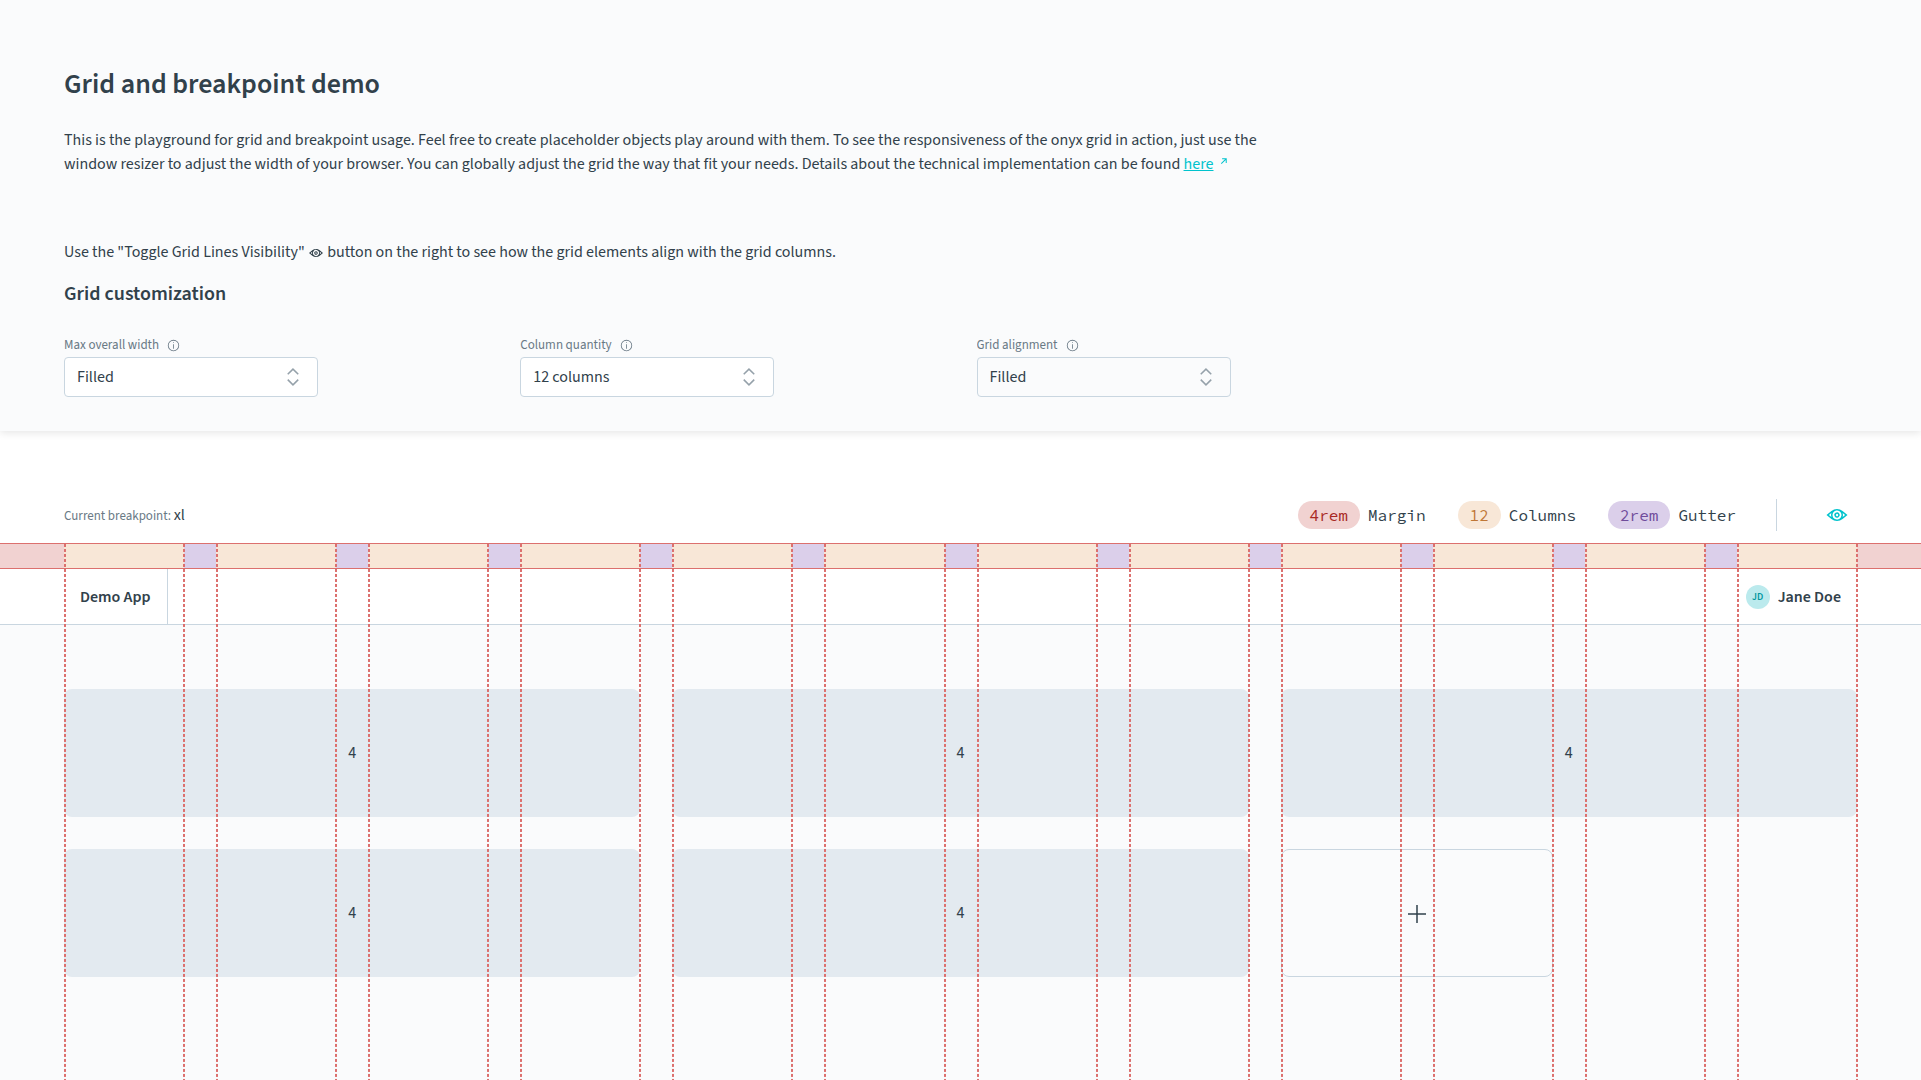 Grid and breakpoint demo
This is the playground for grid and breakpoint usage. Feel free to create placeholder objects play around with them. To see the responsiveness of the onyx grid in action, just use the
window resizer to adjust the width of your browser. You can globally adjust the grid the way that fit your needs. Details about the technical implementation can be found here
Use the "Toggle Grid Lines Visibility" button on the right to see how the grid elements align with the grid columns.
Grid customization
Max overall width Column quantity Grid alignment
Filled 12 columns Filled
Current breakpoint: xl 4rem Margin 12 Columns 2rem Gutter
Demo App JD Jane Doe
4 4 4
4 4